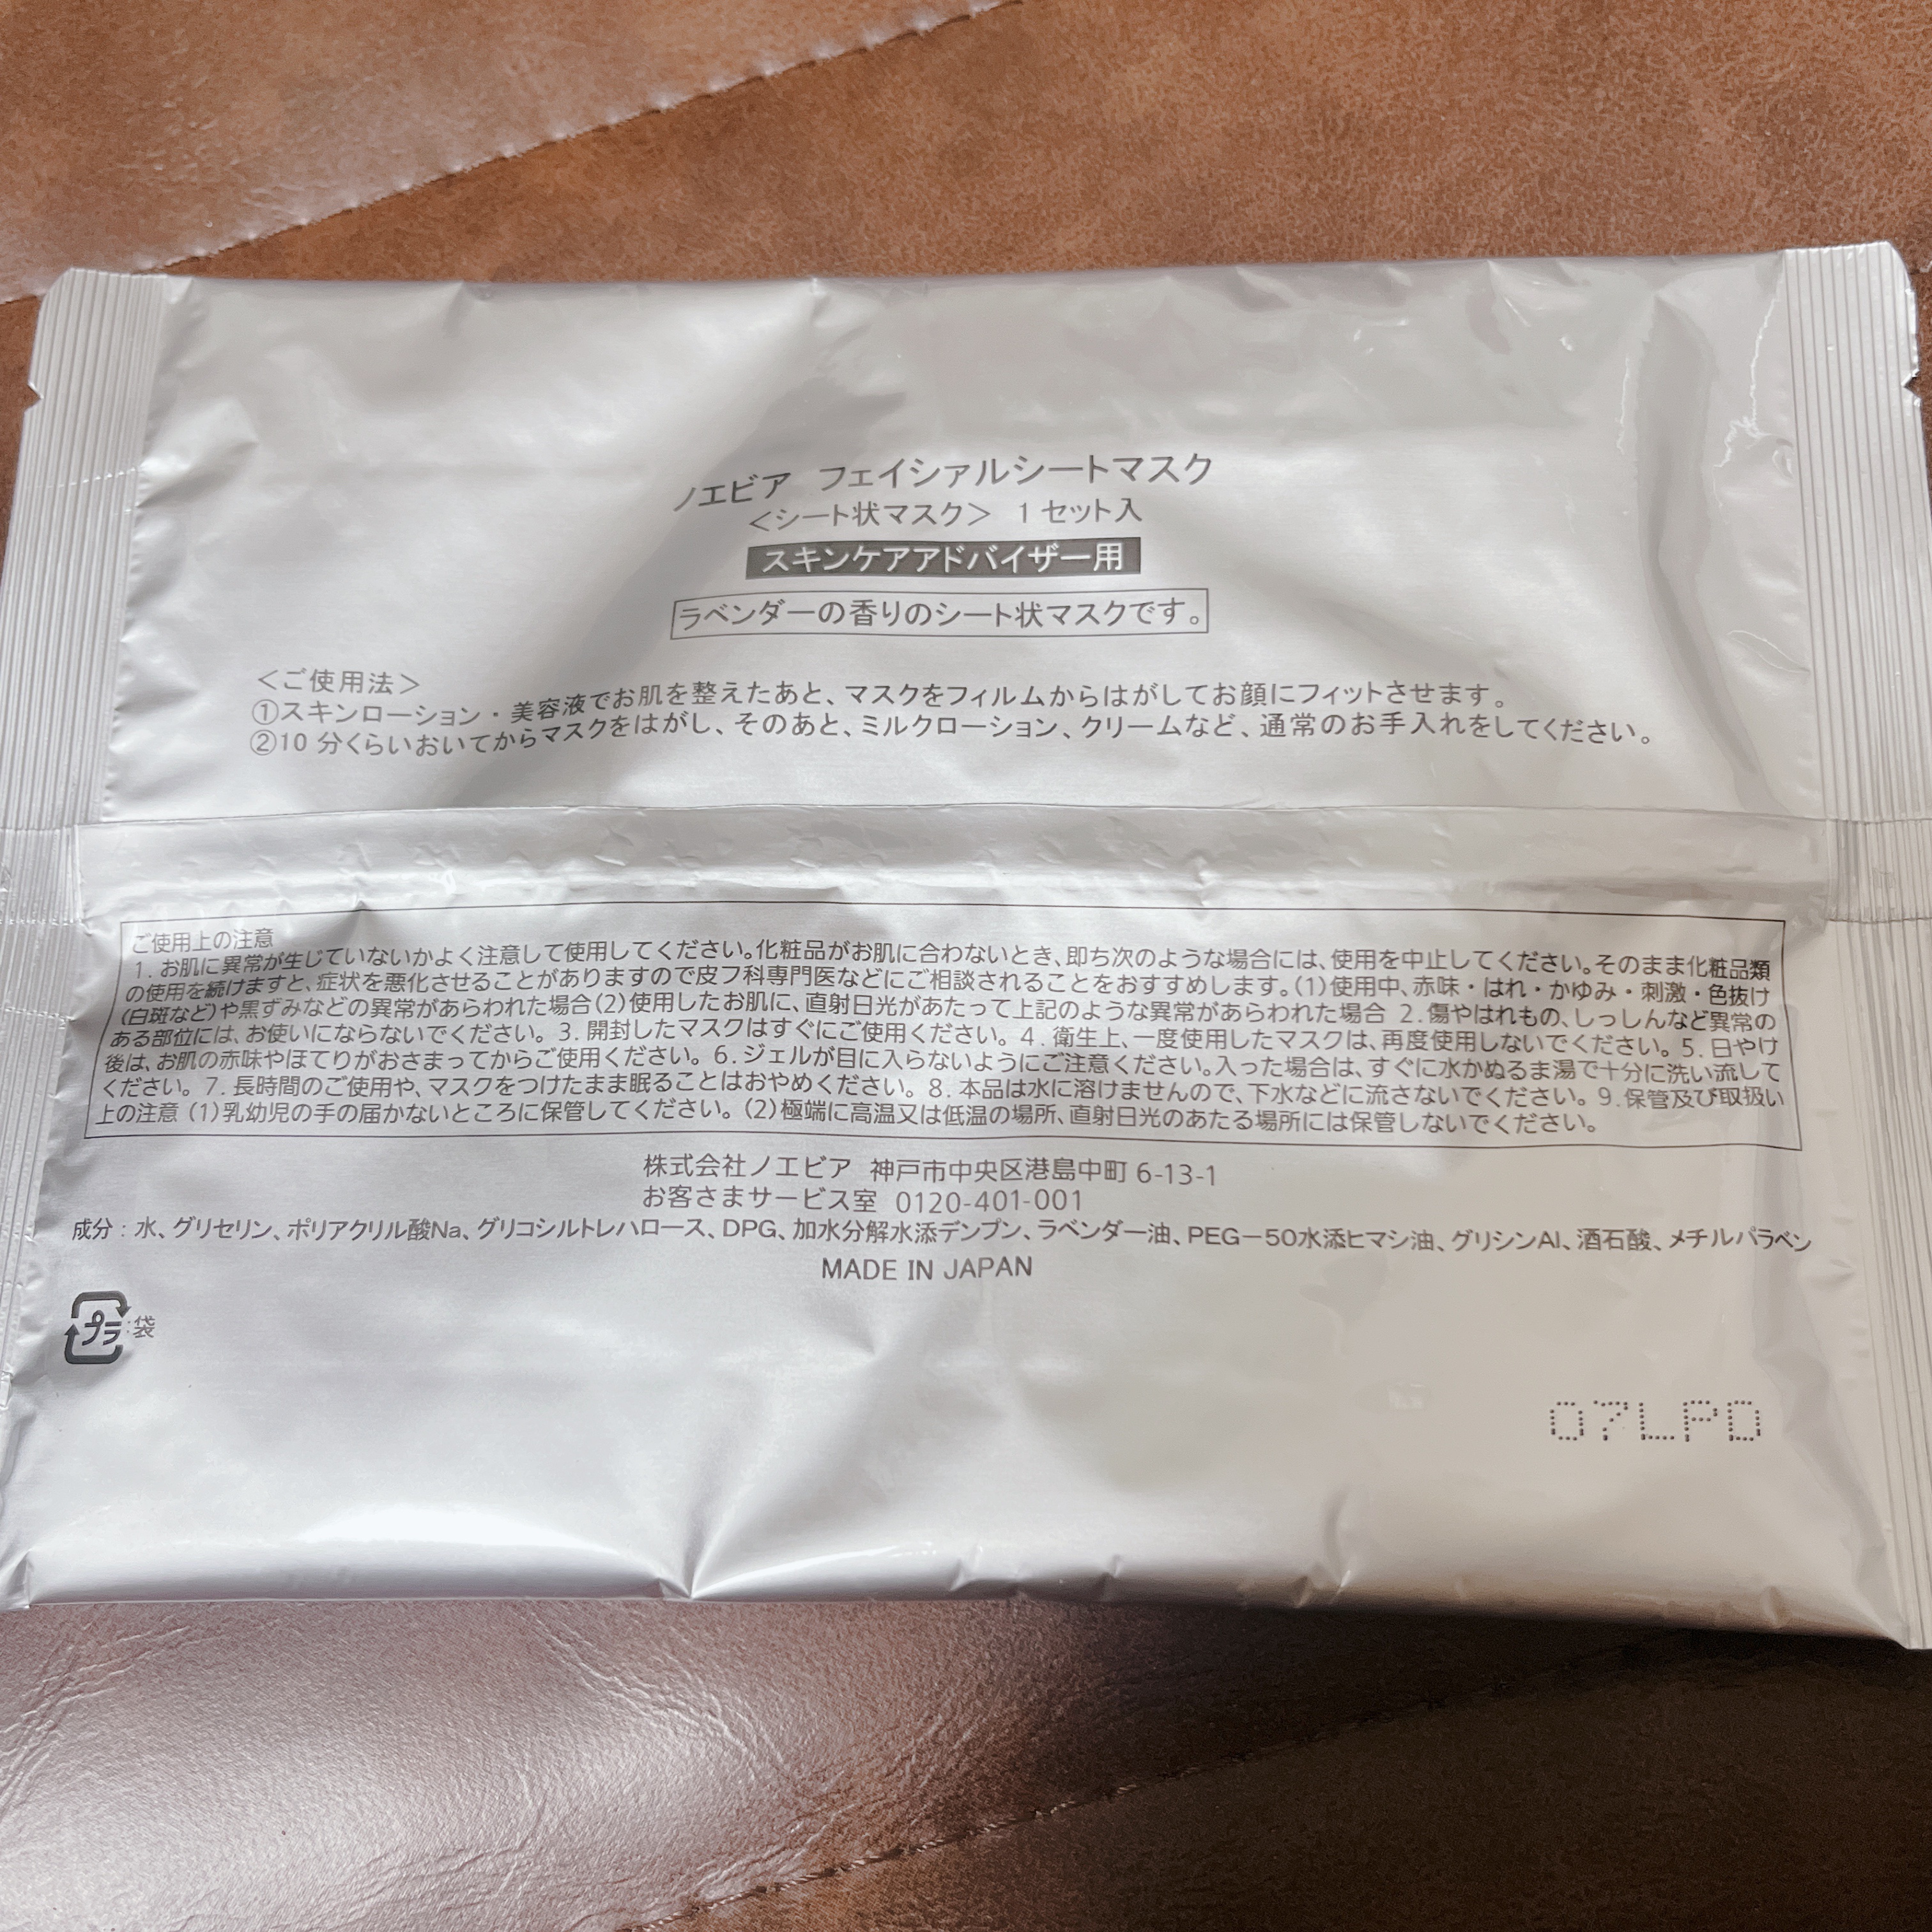 ノエビア フェイシャルシートマスク
＜シート状マスク＞ 1セット入
スキンケアアドバイザー用
ラベンダーの香りのシート状マスクです。
＜ご使用法＞
①スキンローション・美容液でお肌を整えたあと、マスクをフィルムからはがしてお顔にフィットさせます。
②10分くらいおいてからマスクをはがし、そのあと、ミルクローション、クリームなど、通常のお手入れをしてください。
ご使用上の注意
1. お肌に異常が生じていないかよく注意して使用してください。化粧品がお肌に合わないとき、即ち次のような場合には、使用を中止してください。そのまま化粧品類
の使用を続けますと、症状を悪化させることがありますので皮フ科専門医などにご相談されることをおすすめします。(1)使用中、赤味・はれ・かゆみ・刺激・色抜け
(白斑など)や黒ずみなどの異常があらわれた場合(2)使用したお肌に、直射日光があたって上記のような異常があらわれた場合 2.傷やはれもの、しっしんなど異常の
ある部位には、お使いにならないでください。 3. 開封したマスクはすぐにご使用ください。 4. 衛生上、一度使用したマスクは、再度使用しないでください。 5. 日やけ
後は、お肌の赤味やほてりがおさまってからご使用ください。 6. ジェルが目に入らないようにご注意ください。入った場合は、すぐに水かぬるま湯で十分に洗い流して
ください。 7. 長時間のご使用や、マスクをつけたまま眠ることはおやめください。 8. 本品は水に溶けませんので、下水などに流さないでください。 9.保管及び取扱い
上の注意 (1)乳幼児の手の届かないところに保管してください。(2)極端に高温又は低温の場所、直射日光のあたる場所には保管しないでください。
株式会社ノエビア 神戸市中央区港島中町 6-13-1
お客さまサービス室 0120-401-001
成分：水、グリセリン、ポリアクリル酸Na、グリコシルトレハロース、DPG、加水分解水添デンプン、ラベンダー油、PEG－50水添ヒマシ油、グリシンAl、酒石酸、メチルパラベン
MADE IN JAPAN
プラ:袋
07LPD